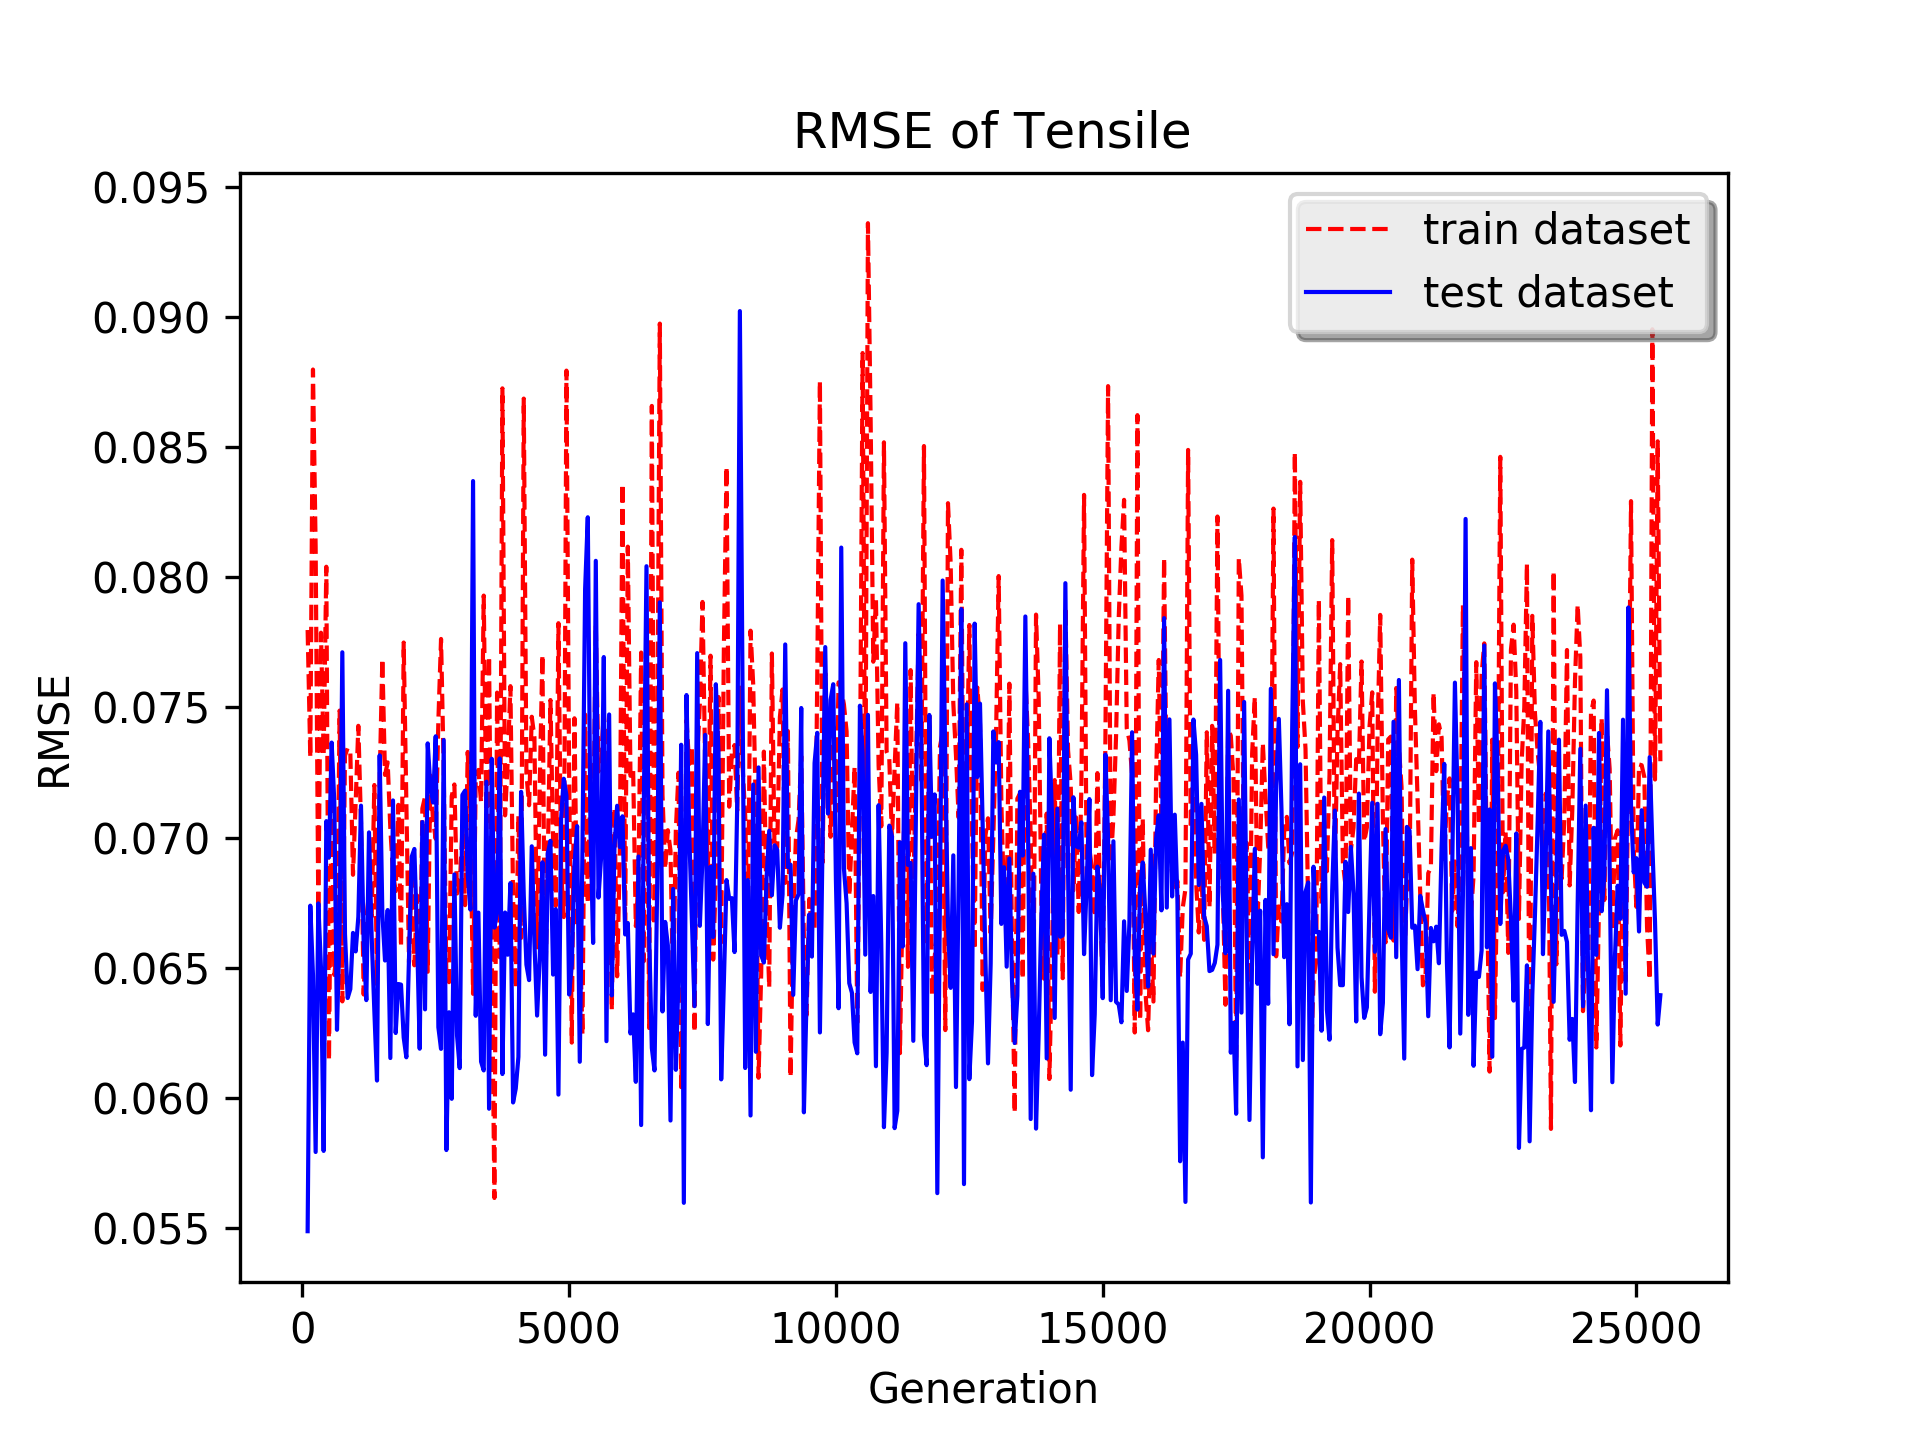 RMSE of Tensile
train dataset
test dataset
0.095
0.090
0.085
0.080
0.075
0.070
0.065
0.060
0.055
RMSE
0 5000 10000 15000 20000 25000
Generation